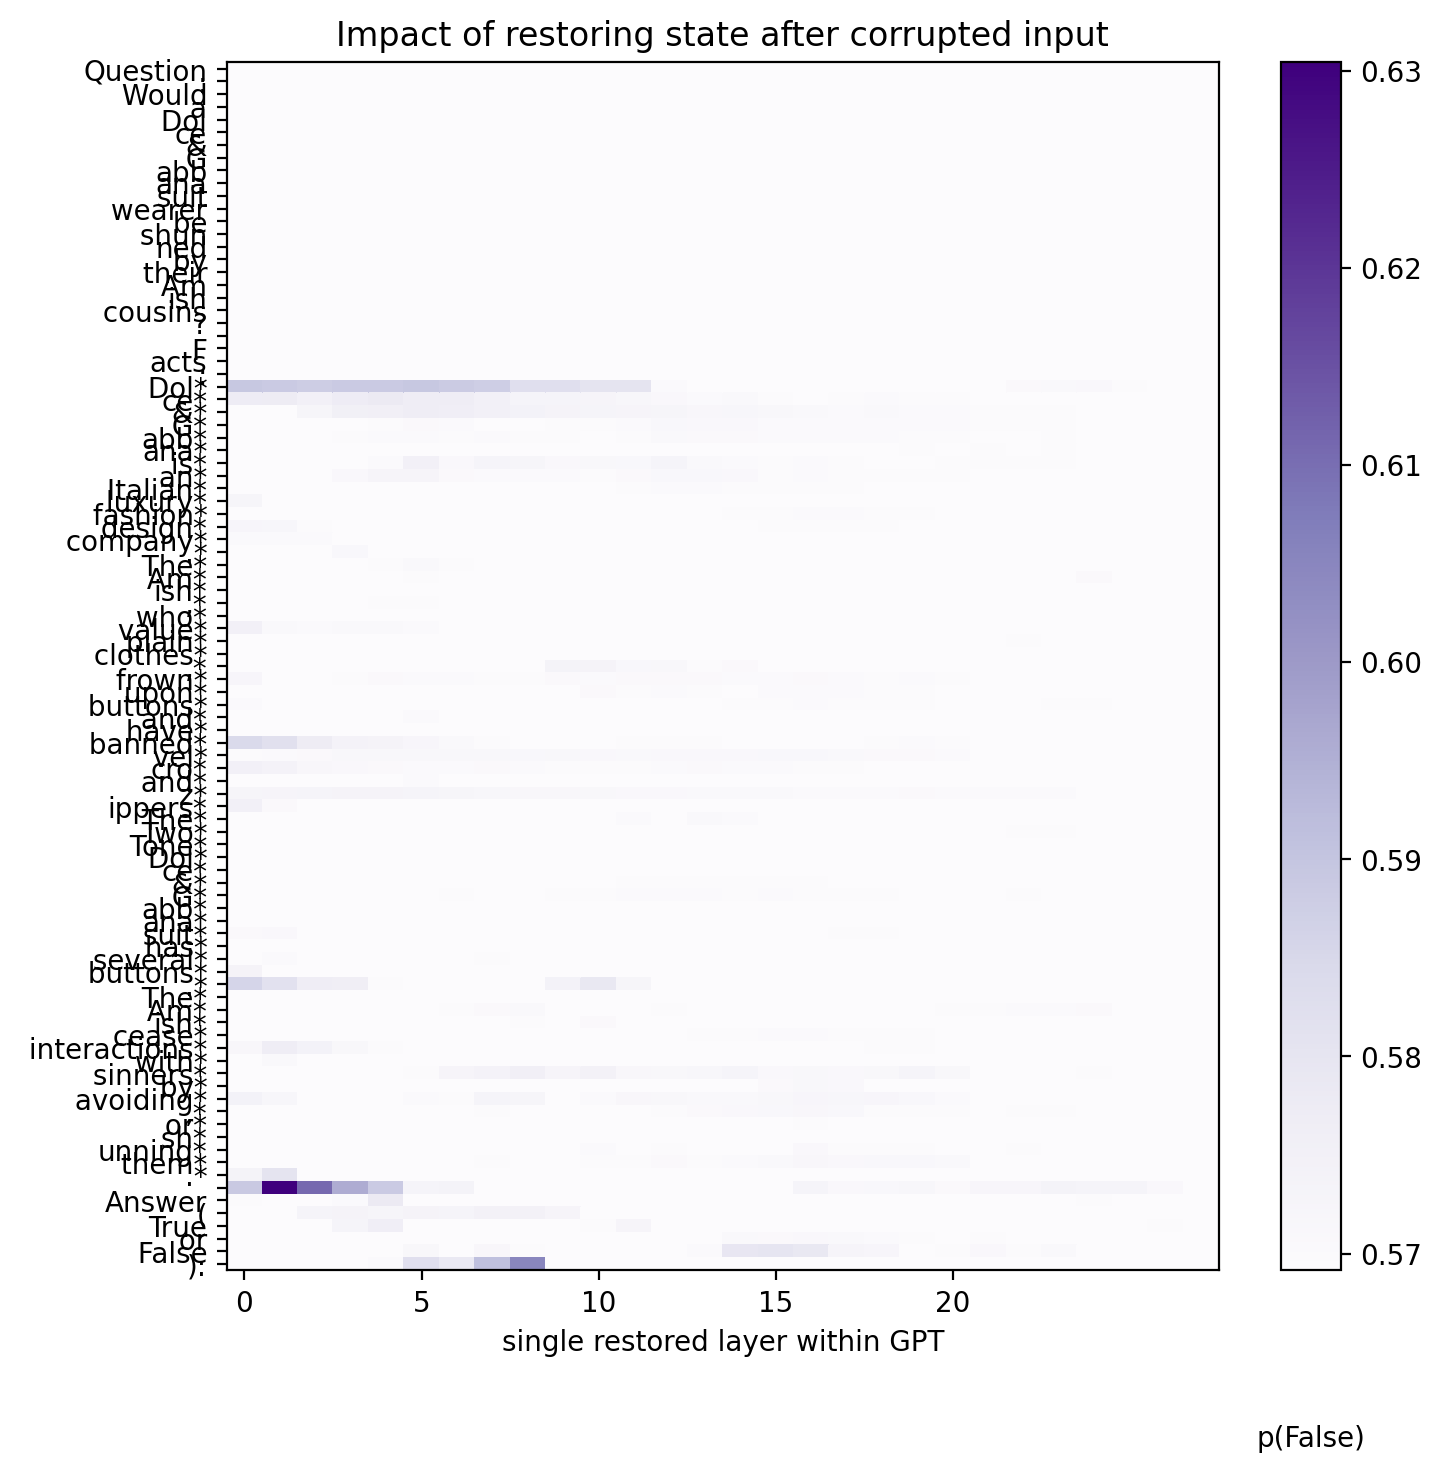 Impact of restoring state after corrupted input
Question
Would
a
Dol
ce
&
G
abb
ana
suit
wearer
be
shun
ned
by
their
Am
ish
cousins
?
F
acts
Dol*
ce*
&*
G*
abb*
ana*
is*
an*
Italian*
luxury*
fashion*
design*
company*
The*
Am*
ish*
who*
value*
plain*
clothes*
frown*
upon*
buttons*
and*
have*
banned*
vel*
cro*
and*
z*
ippers*
The*
Two*
Tone*
Dol*
ce*
&*
G*
abb*
ana*
suit*
has*
several*
buttons*
The*
Am*
ish*
cease*
interactions*
with*
sinners*
by*
avoiding*
or*
sh*
unning*
them*
Answer
(
True
or
False
):
0 5 10 15 20
single restored layer within GPT
0.63
0.62
0.61
0.60
0.59
0.58
0.57
p(False)